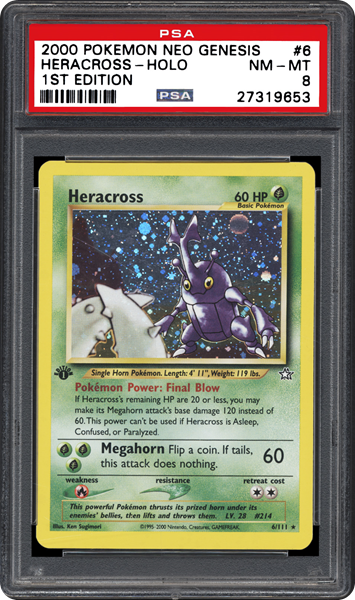 PSA
2000 POKEMON NEO GENESIS #6
HERACROSS-HOLO NM-MT
1ST EDITION 8
PSA 27319653
Heracross 60 HP
Basic Pokémon
EDITION 1
Single Horn Pokémon. Length: 4' 11", Weight: 119 lbs.
Pokémon Power: Final Blow
If Heracross's remaining HP are 20 or less, you may
make its Megahorn attack's base damage 120 instead of
60. This power can't be used if Heracross is Asleep,
Confused, or Paralyzed.
Megahorn Flip a coin. If tails, 60
this attack does nothing.
weakness resistance retreat cost
This powerful Pokémon thrusts its prized horn under its
enemies' bellies, then lifts and throws them. LV. 28 #214
Illus. Ken Sugimori ©1995-2000 Nintendo, Creatures, GAMEFREAK. 6/111 ★